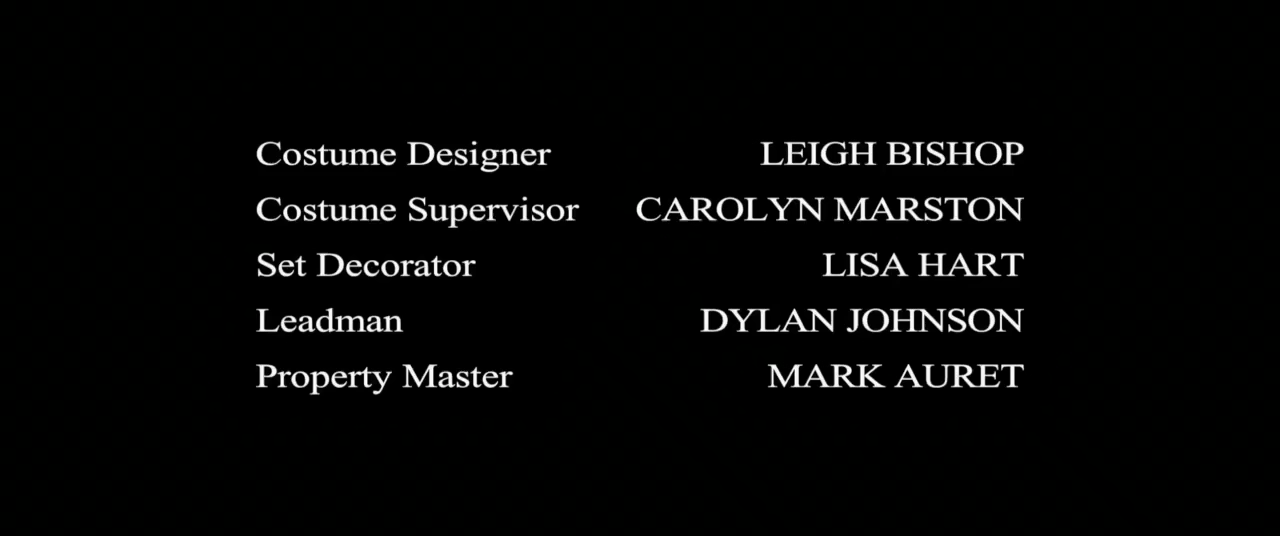 Costume Designer LEIGH BISHOP
Costume Supervisor CAROLYN MARSTON
Set Decorator LISA HART
Leadman DYLAN JOHNSON
Property Master MARK AURET